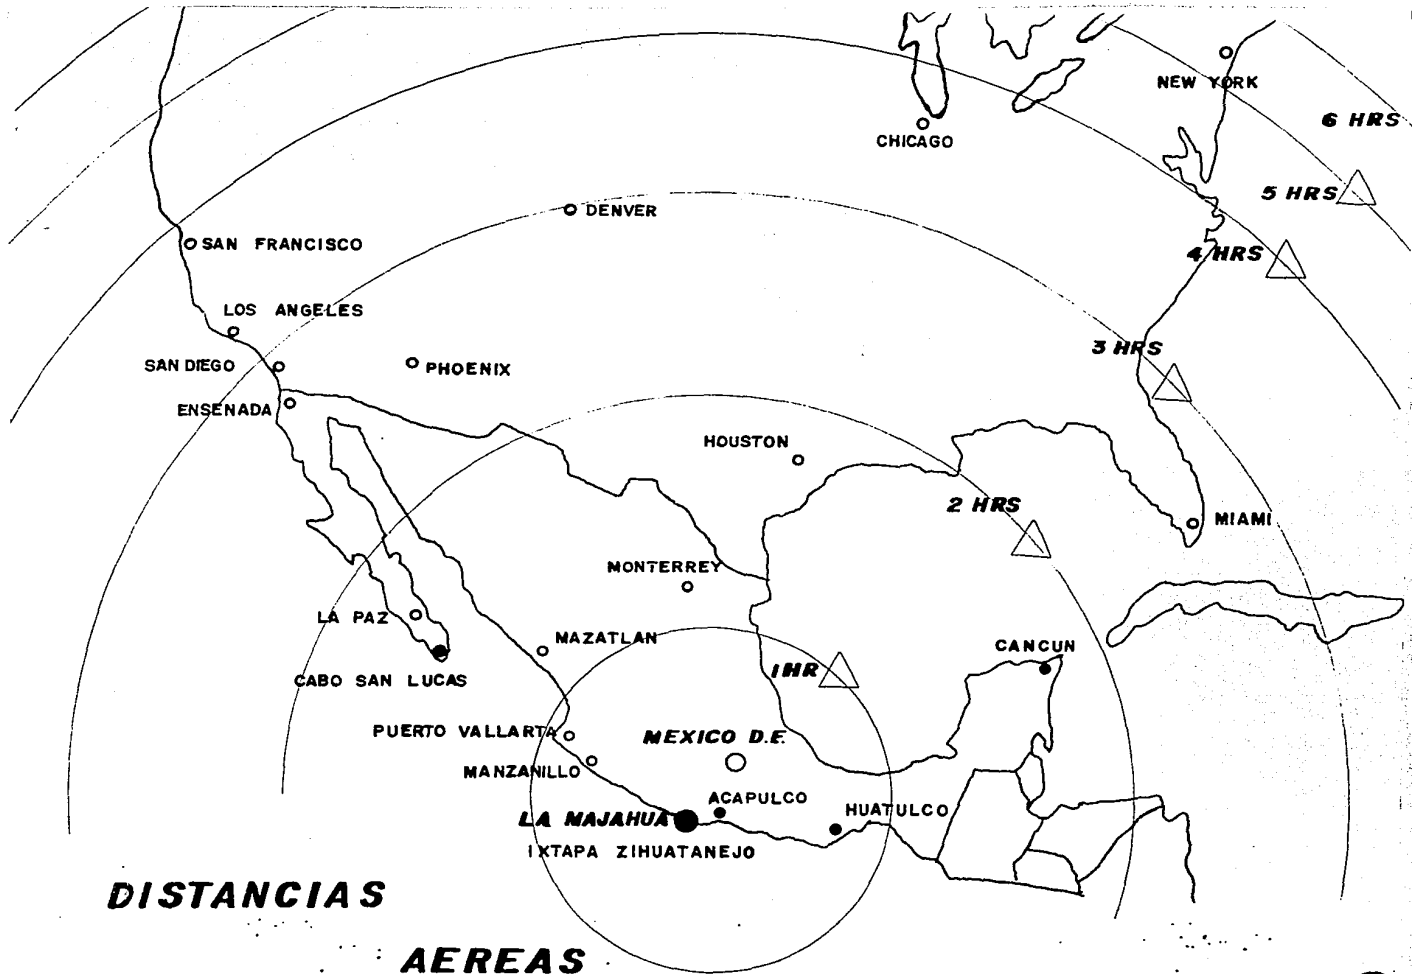 NEW YORK
6 HRS
CHICAGO
5 HRS
DENVER
SAN FRANCISCO
4 HRS
LOS ANGELES
3 HRS
SAN DIEGO
PHOENIX
ENSENADA
HOUSTON
2 HRS
MIAMI
MONTERREY
LA PAZ
MAZATLAN
CANCUN
1 HR
CABO SAN LUCAS
PUERTO VALLARTA
MEXICO D.F.
MANZANILLO
ACAPULCO
HUATULCO
LA MAJAHUA
IXTAPA ZIHUATANEJO
DISTANCIAS
AEREAS